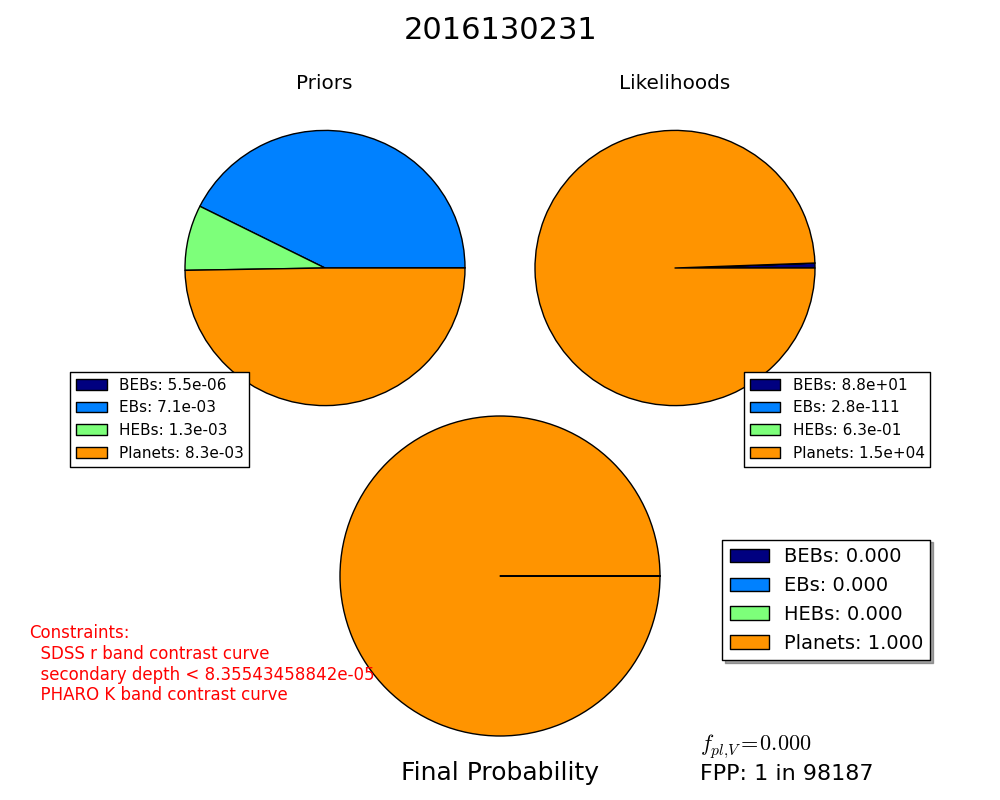 2016130231
Priors
Likelihoods
BEBs: 5.5e-06
EBs: 7.1e-03
HEBs: 1.3e-03
Planets: 8.3e-03
BEBs: 8.8e+01
EBs: 2.8e-111
HEBs: 6.3e-01
Planets: 1.5e+04
BEBs: 0.000
EBs: 0.000
HEBs: 0.000
Planets: 1.000
Constraints:
SDSS r band contrast curve
secondary depth < 8.35543458842e-05
PHARO K band contrast curve
f_{pl,V}=0.000
Final Probability
FPP: 1 in 98187